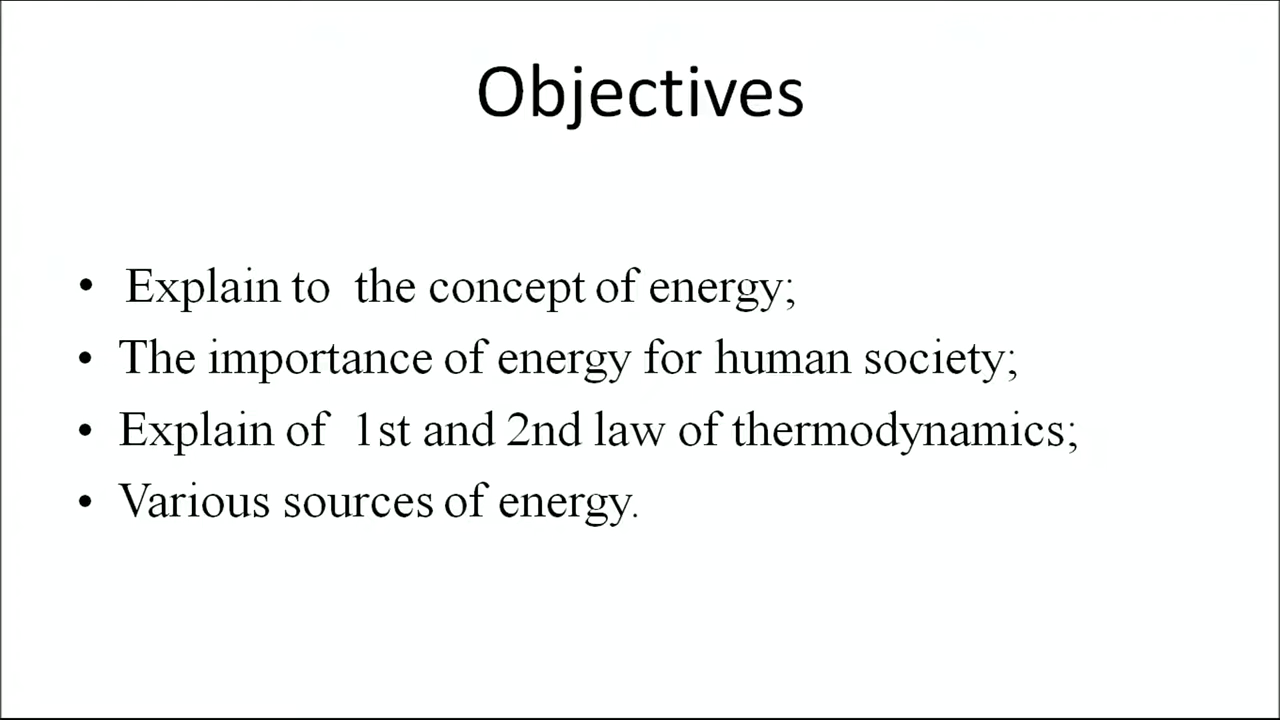 Objectives
• Explain to the concept of energy;
• The importance of energy for human society;
• Explain of 1st and 2nd law of thermodynamics;
• Various sources of energy.